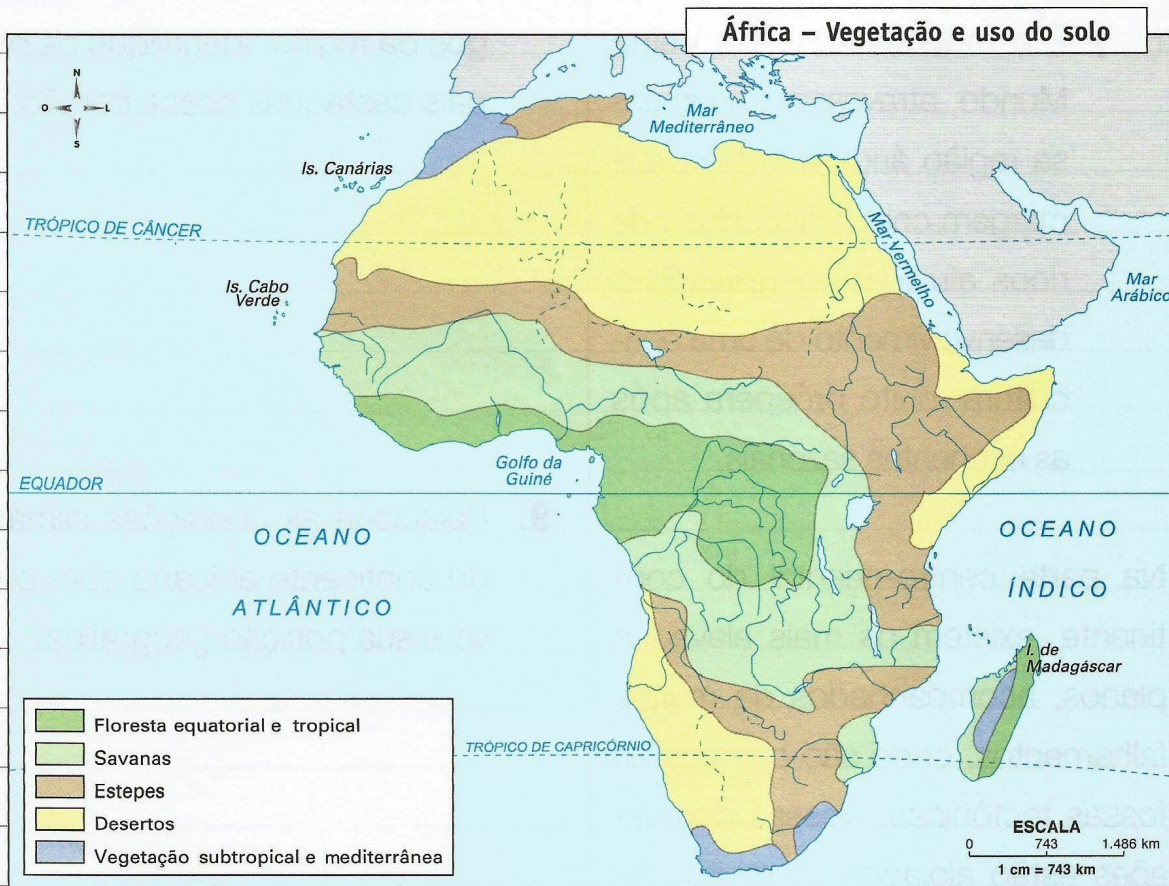 África – Vegetação e uso do solo
N
O
L
S
Mar
Mediterrâneo
Is. Canárias
TRÓPICO DE CÂNCER
Mar Vermelho
Is. Cabo
Verde
Mar
Arábico
Golfo da
Guiné
EQUADOR
OCEANO
ATLÂNTICO
OCEANO
ÍNDICO
I. de
Madagáscar
TRÓPICO DE CAPRICÓRNIO
Floresta equatorial e tropical
Savanas
Estepes
Desertos
Vegetação subtropical e mediterrânea
ESCALA
0 743 1.486 km
1 cm = 743 km